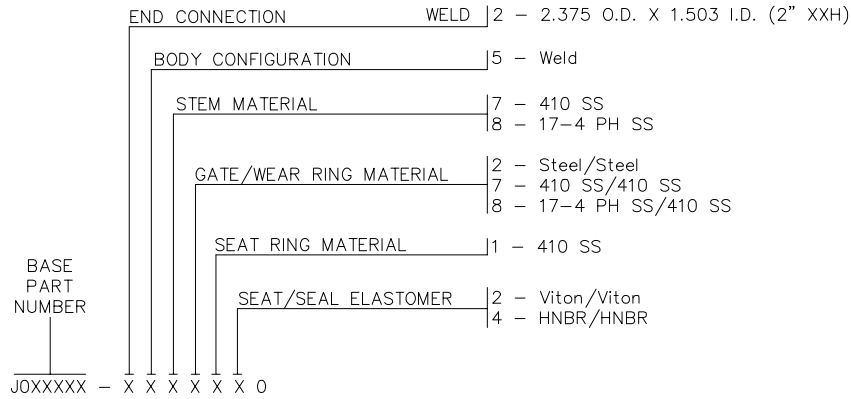 END CONNECTION WELD 2 – 2.375 O.D. X 1.503 I.D. (2” XXH)
BODY CONFIGURATION 5 – Weld
STEM MATERIAL 7 – 410 SS
8 – 17–4 PH SS
GATE/WEAR RING MATERIAL 2 – Steel/Steel
7 – 410 SS/410 SS
8 – 17–4 PH SS/410 SS
SEAT RING MATERIAL 1 – 410 SS
SEAT/SEAL ELASTOMER 2 – Viton/Viton
4 – HNBR/HNBR
BASE
PART
NUMBER
JOXXXXX – X X X X X X O